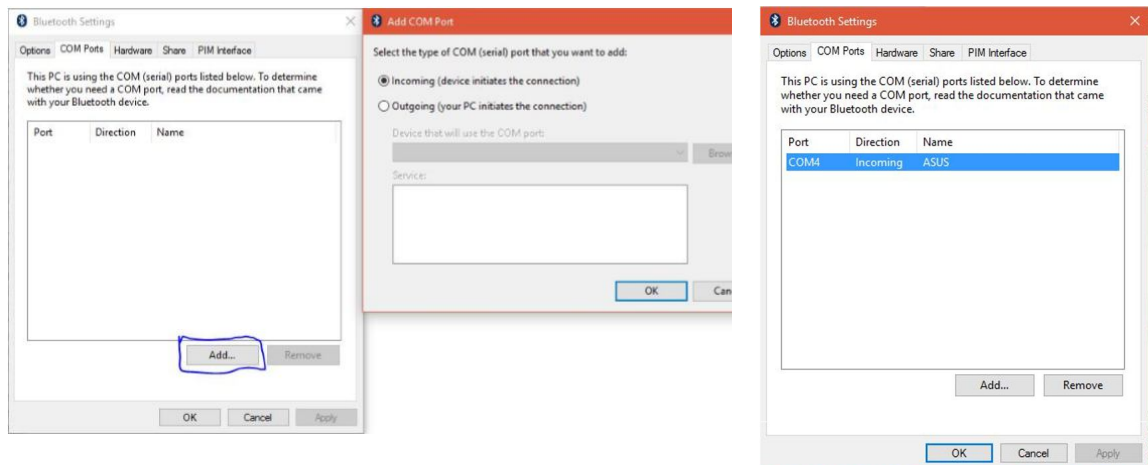 Bluetooth Settings
Options COM Ports Hardware Share PIM Interface
This PC is using the COM (serial) ports listed below. To determine
whether you need a COM port, read the documentation that came
with your Bluetooth device.
Port Direction Name
Add... Remove
OK Cancel Apply
Add COM Port
Select the type of COM (serial) port that you want to add:
Incoming (device initiates the connection)
Outgoing (your PC initiates the connection)
Device that will use the COM port:
Brow
Service:
OK Can
Bluetooth Settings
Options COM Ports Hardware Share PIM Interface
This PC is using the COM (serial) ports listed below. To determine
whether you need a COM port, read the documentation that came
with your Bluetooth device.
Port Direction Name
COM4 Incoming ASUS
Add... Remove
OK Cancel Apply